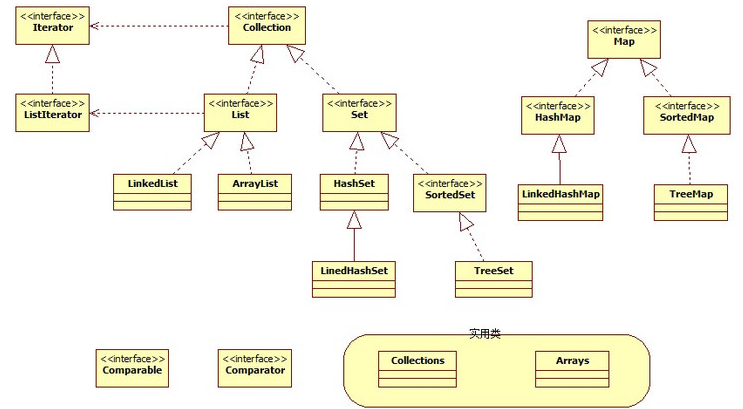 <<interface>>
Iterator
<<interface>>
Collection
<<interface>>
Map
<<interface>>
ListIterator
<<interface>>
List
<<interface>>
Set
<<interface>>
HashMap
<<interface>>
SortedMap
LinkedList
ArrayList
HashSet
<<interface>>
SortedSet
LinkedHashMap
TreeMap
LinedHashSet
TreeSet
实用类
<<interface>>
Comparable
<<interface>>
Comparator
Collections
Arrays